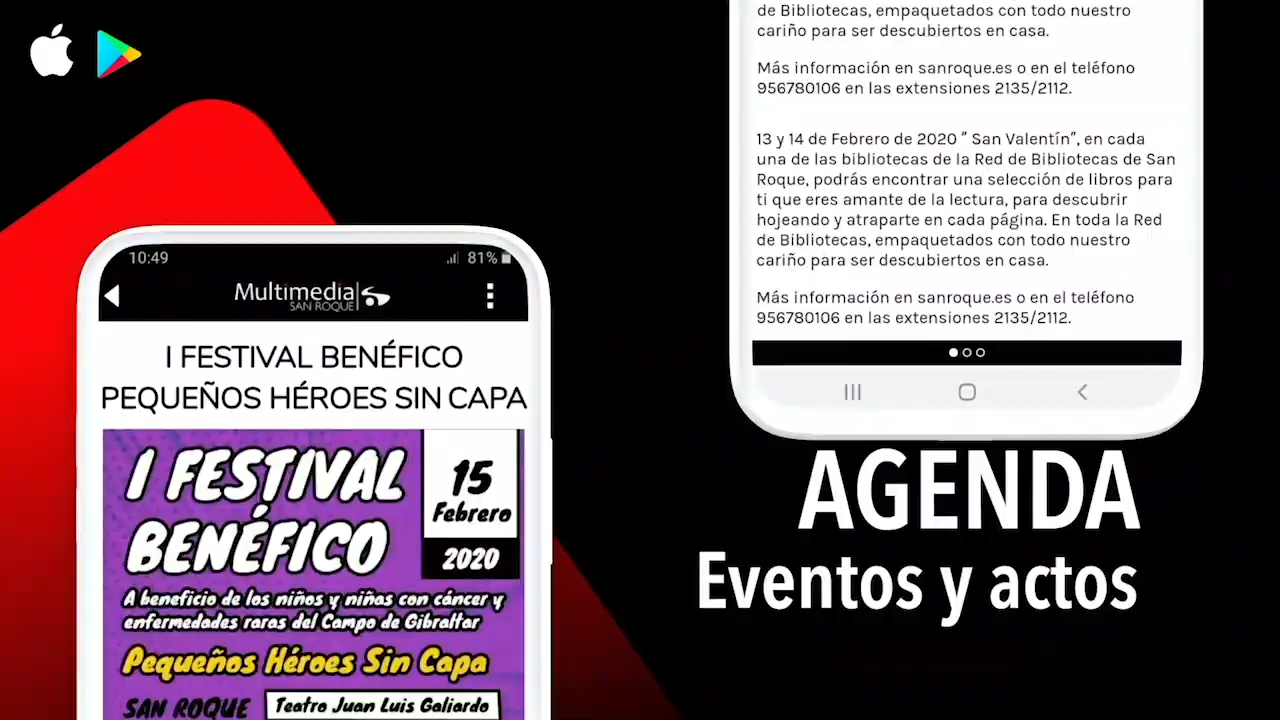 10:49
81%
Multimedia
SAN ROQUE
I FESTIVAL BENÉFICO
PEQUEÑOS HÉROES SIN CAPA
I FESTIVAL
BENÉFICO
15
Febrero
2020
A beneficio de los niños y niñas con cáncer y
enfermedades raras del Campo de Gibraltar
Pequeños Héroes Sin Capa
SAN ROQUE
Teatro Juan Luis Galiardo
de Bibliotecas, empaquetados con todo nuestro
cariño para ser descubiertos en casa.
Más información en sanroque.es o en el teléfono
956780106 en las extensiones 2135/2112.
13 y 14 de Febrero de 2020 " San Valentín", en cada
una de las bibliotecas de la Red de Bibliotecas de San
Roque, podrás encontrar una selección de libros para
ti que eres amante de la lectura, para descubrir
hojeando y atraparte en cada página. En toda la Red
de Bibliotecas, empaquetados con todo nuestro
cariño para ser descubiertos en casa.
Más información en sanroque.es o en el teléfono
956780106 en las extensiones 2135/2112.
AGENDA
Eventos y actos